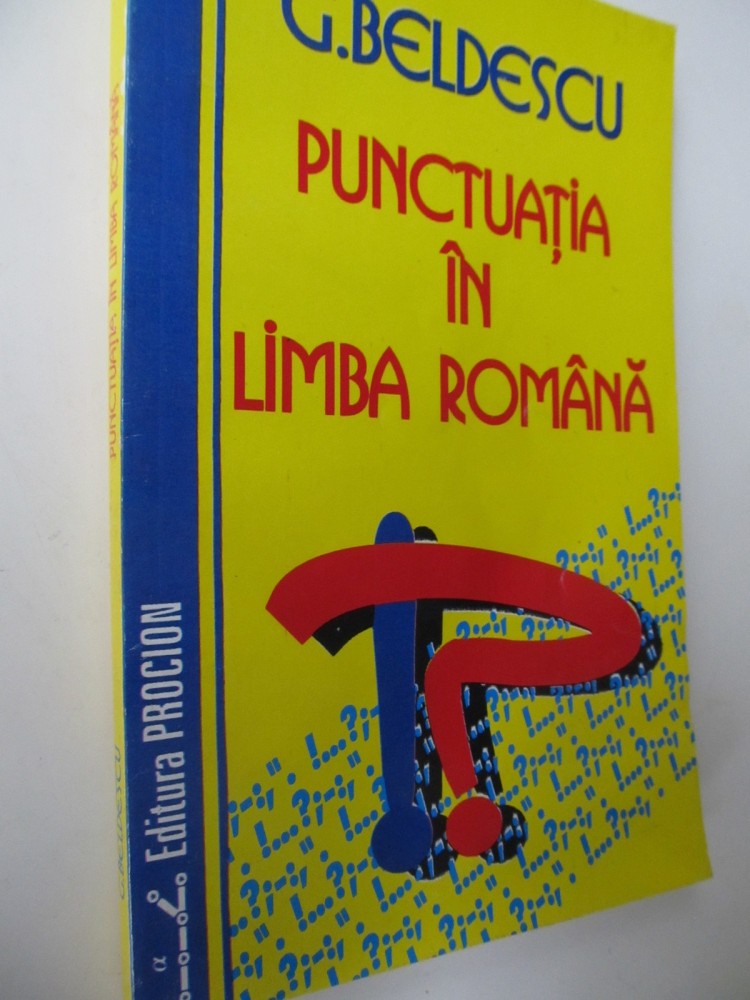 G.BELDESCU
PUNCTUAȚIA
ÎN
LIMBA ROMÂNĂ
PUNCTUAȚIA ÎN LIMBA ROMÂNĂ
G.BELDESCU
Editura PROCION
α